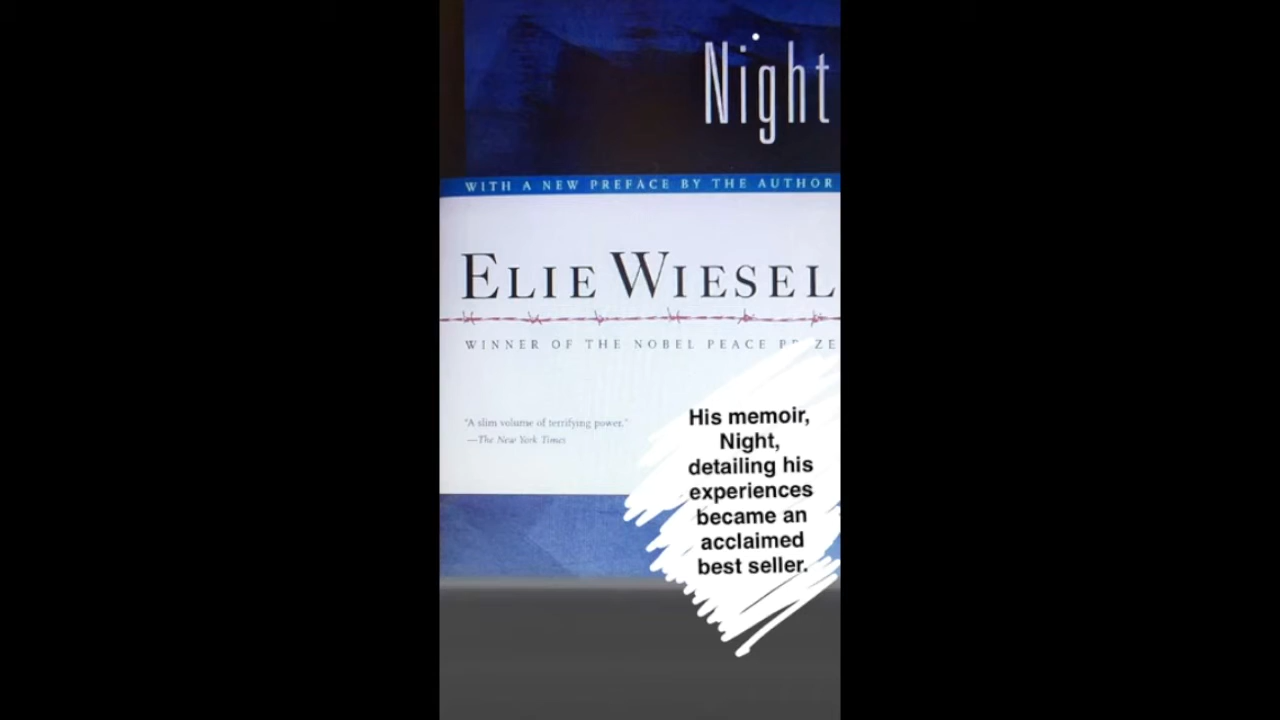 Night
WITH A NEW PREFACE BY THE AUTHOR
ELIE WIESEL
WINNER OF THE NOBEL PEACE PRIZE
"A slim volume of terrifying power."
—The New York Times
His memoir,
Night,
detailing his
experiences
became an
acclaimed
best seller.